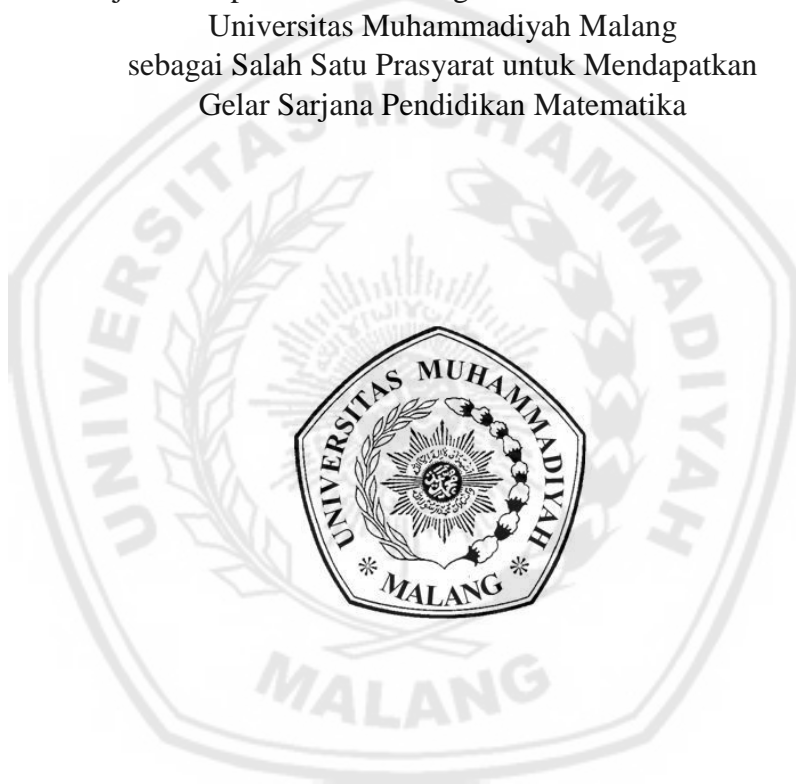 Universitas Muhammadiyah Malang
sebagai Salah Satu Prasyarat untuk Mendapatkan
Gelar Sarjana Pendidikan Matematika
UNIVERSITAS MUHAMMADIYAH
* MALANG *
UNIVERSITAS MUHAMMADIYAH
MALANG